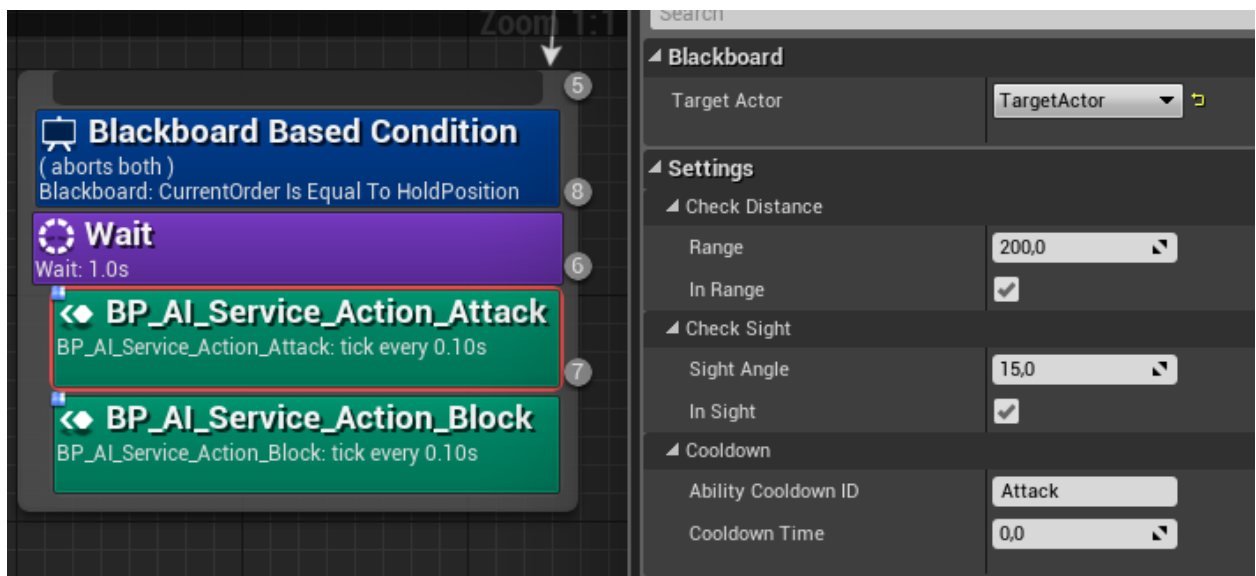 Zoom 1:1
5
Blackboard Based Condition
( aborts both )
Blackboard: CurrentOrder Is Equal To HoldPosition
8
Wait
Wait: 1.0s
6
BP_AI_Service_Action_Attack
BP_AI_Service_Action_Attack: tick every 0.10s
7
BP_AI_Service_Action_Block
BP_AI_Service_Action_Block: tick every 0.10s
Search
Blackboard
Target Actor TargetActor
Settings
Check Distance
Range 200,0
In Range
Check Sight
Sight Angle 15,0
In Sight
Cooldown
Ability Cooldown ID Attack
Cooldown Time 0,0